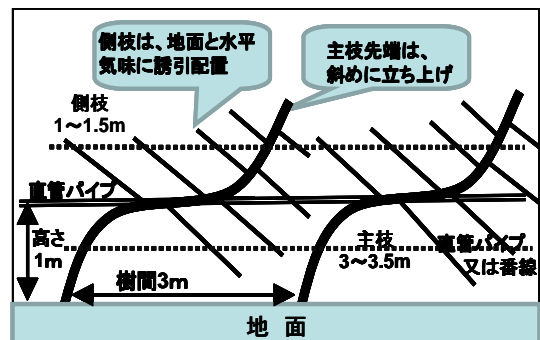 側枝は、地面と水平
気味に誘引配置
主枝先端は、
斜めに立ち上げ
側枝
1～1.5m
直管パイプ
高さ
1m
主枝
3～3.5m
直管パイプ
又は番線
樹間3m
地 面